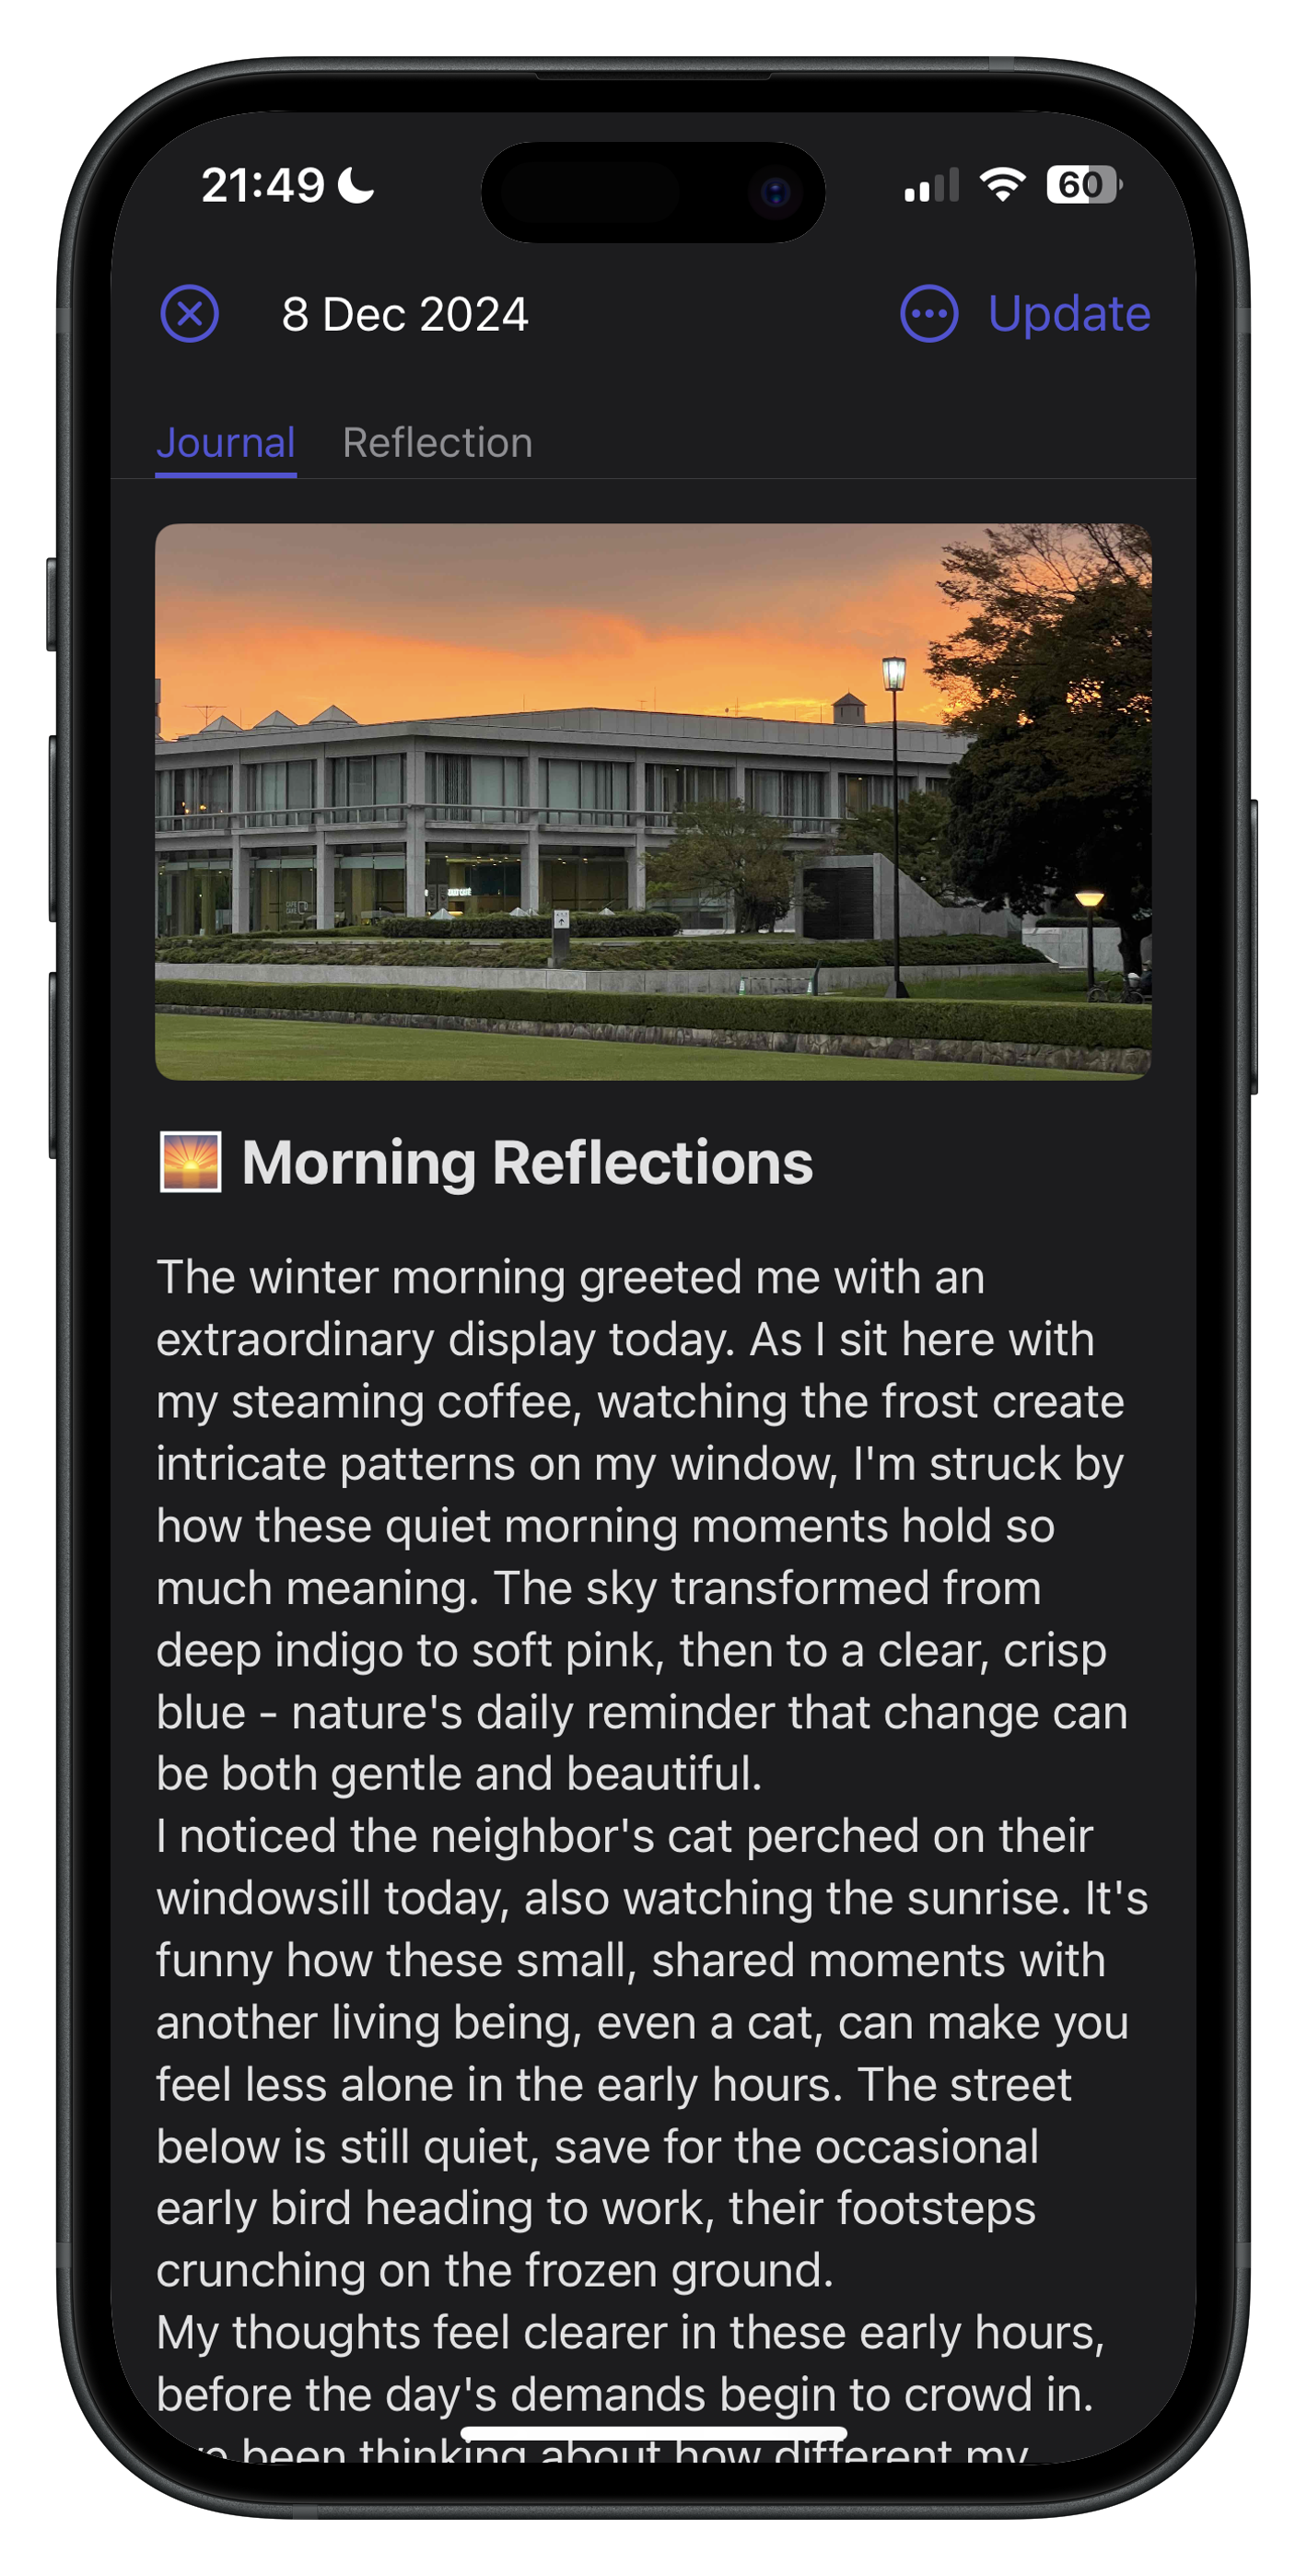 21:49
60
8 Dec 2024
Update
Journal Reflection
Morning Reflections
The winter morning greeted me with an
extraordinary display today. As I sit here with
my steaming coffee, watching the frost create
intricate patterns on my window, I'm struck by
how these quiet morning moments hold so
much meaning. The sky transformed from
deep indigo to soft pink, then to a clear, crisp
blue - nature's daily reminder that change can
be both gentle and beautiful.
I noticed the neighbor's cat perched on their
windowsill today, also watching the sunrise. It's
funny how these small, shared moments with
another living being, even a cat, can make you
feel less alone in the early hours. The street
below is still quiet, save for the occasional
early bird heading to work, their footsteps
crunching on the frozen ground.
My thoughts feel clearer in these early hours,
before the day's demands begin to crowd in.
been thinking about how different my